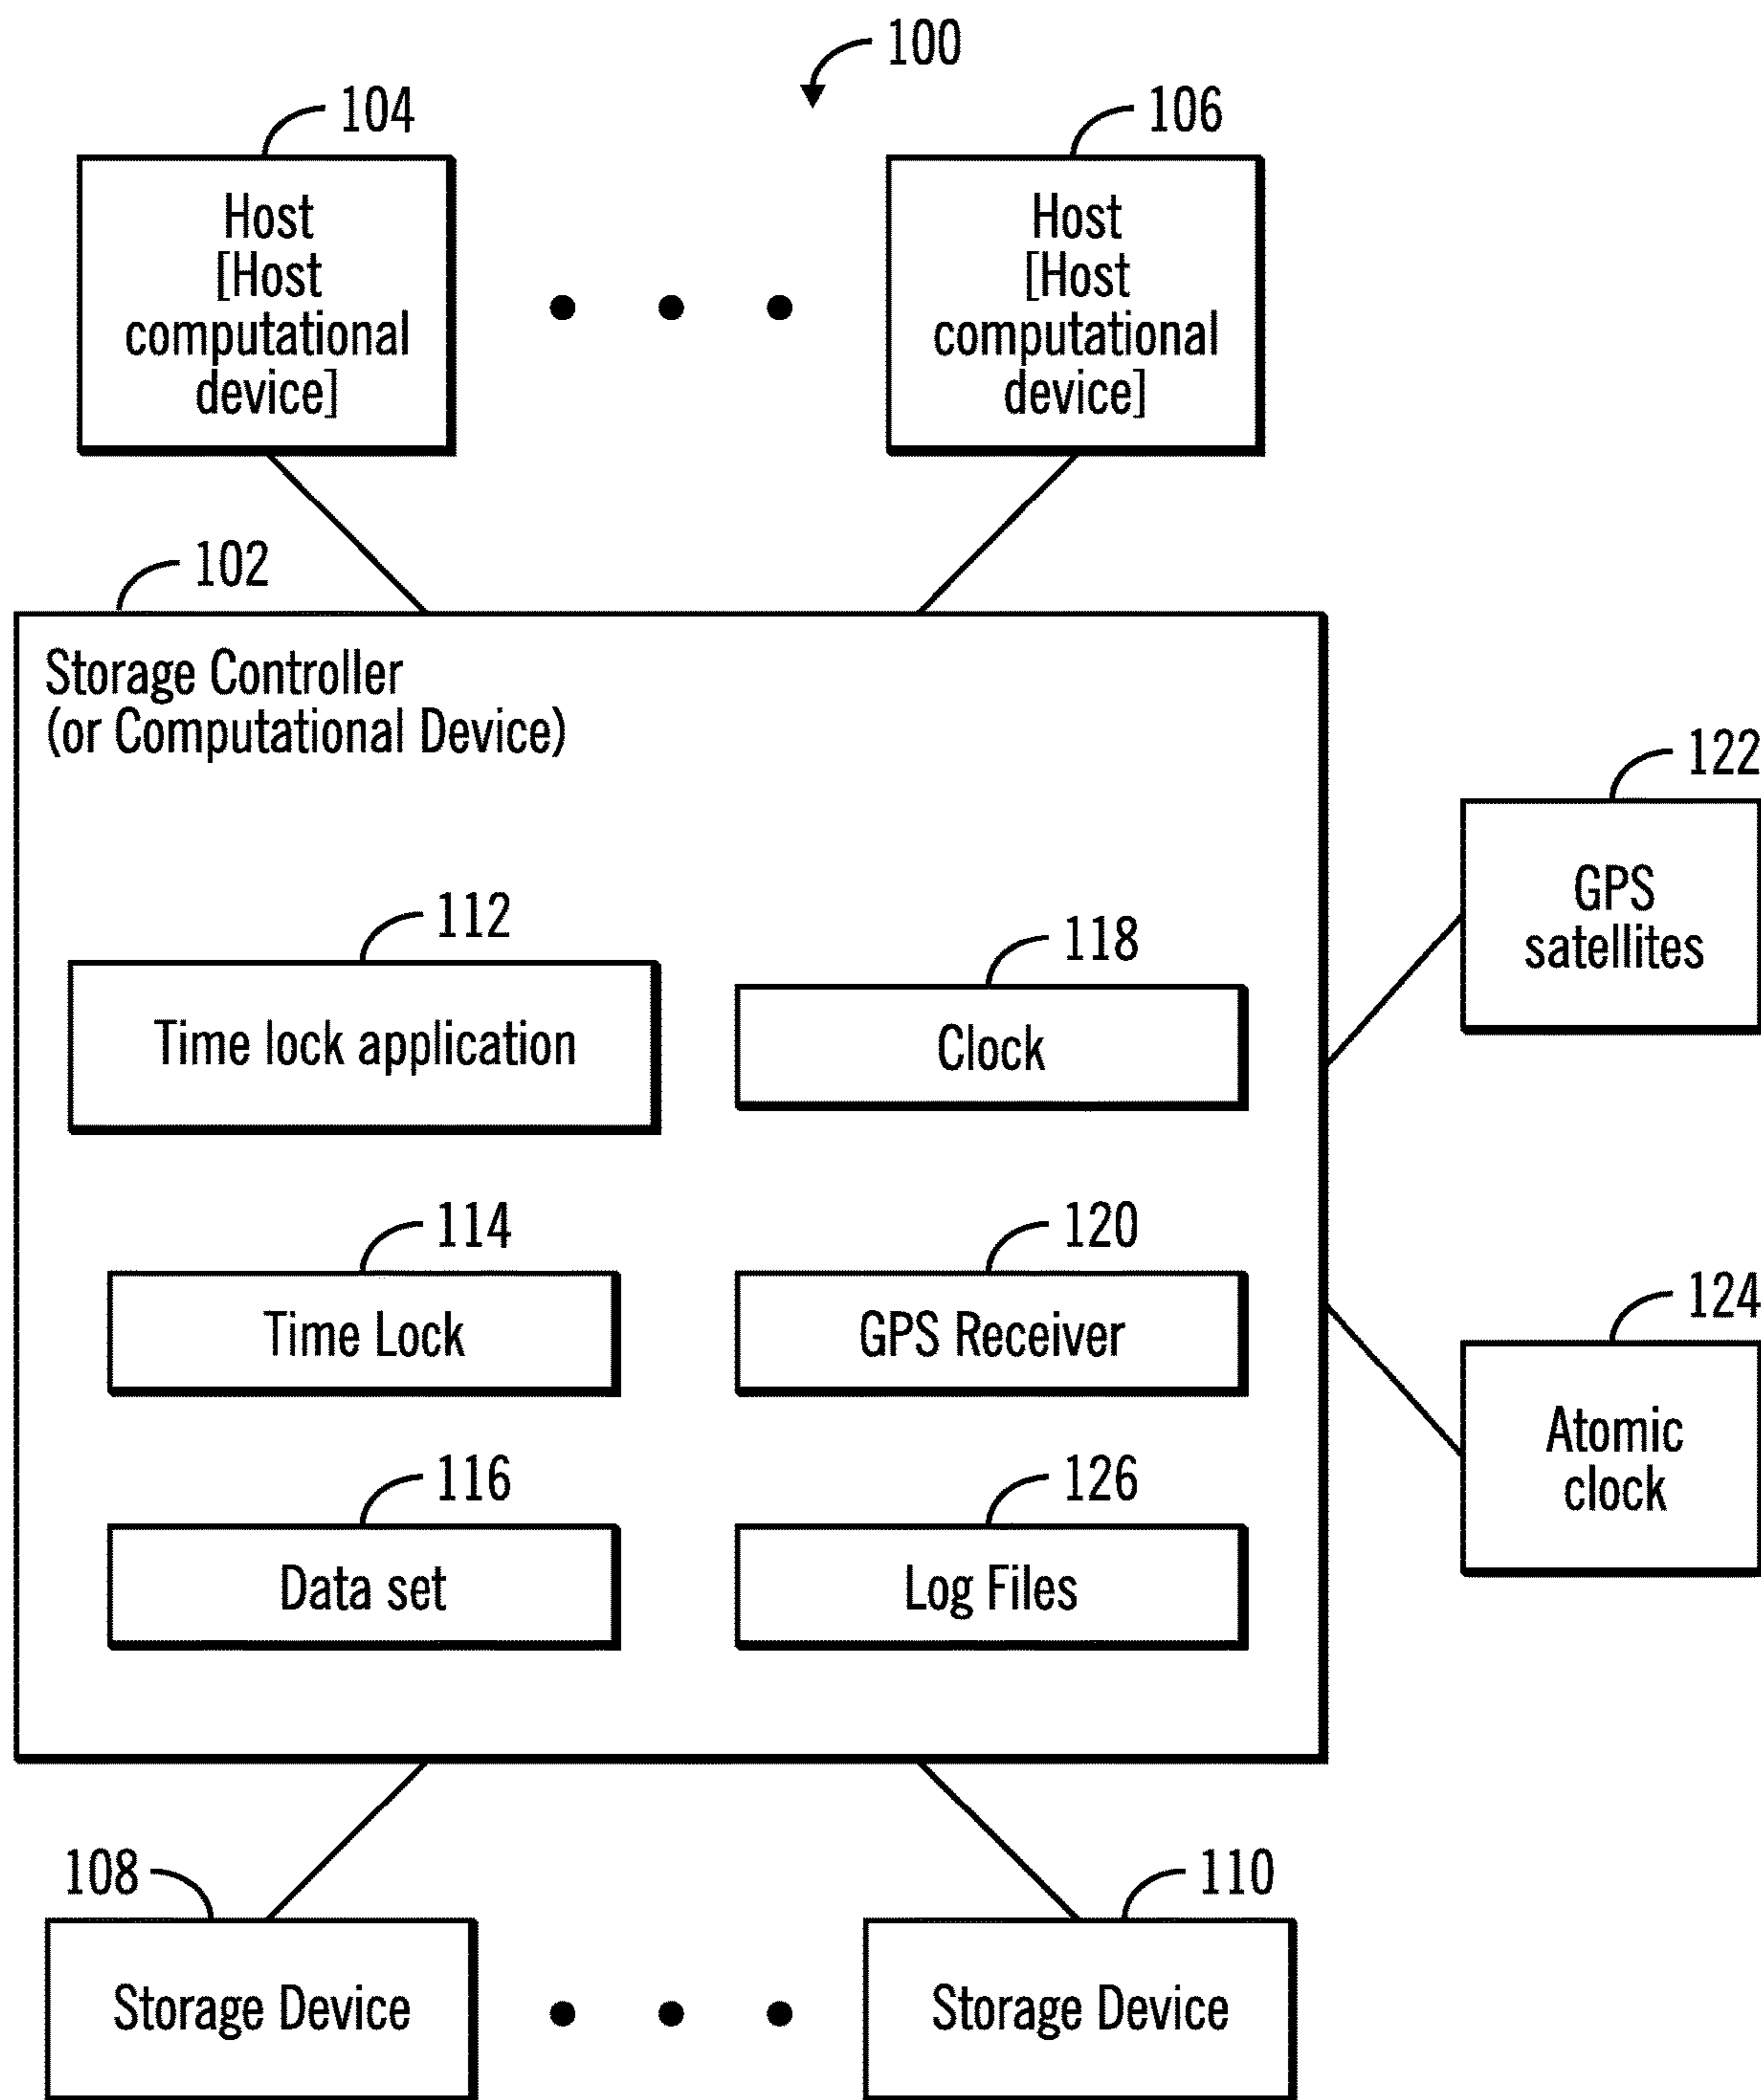 100
104
106
Host
[Host
computational
device]
Host
[Host
computational
device]
102
Storage Controller
(or Computational Device)
122
GPS
satellites
112
Time lock application
118
Clock
114
Time Lock
120
GPS Receiver
124
Atomic
clock
116
Data set
126
Log Files
108
Storage Device
110
Storage Device